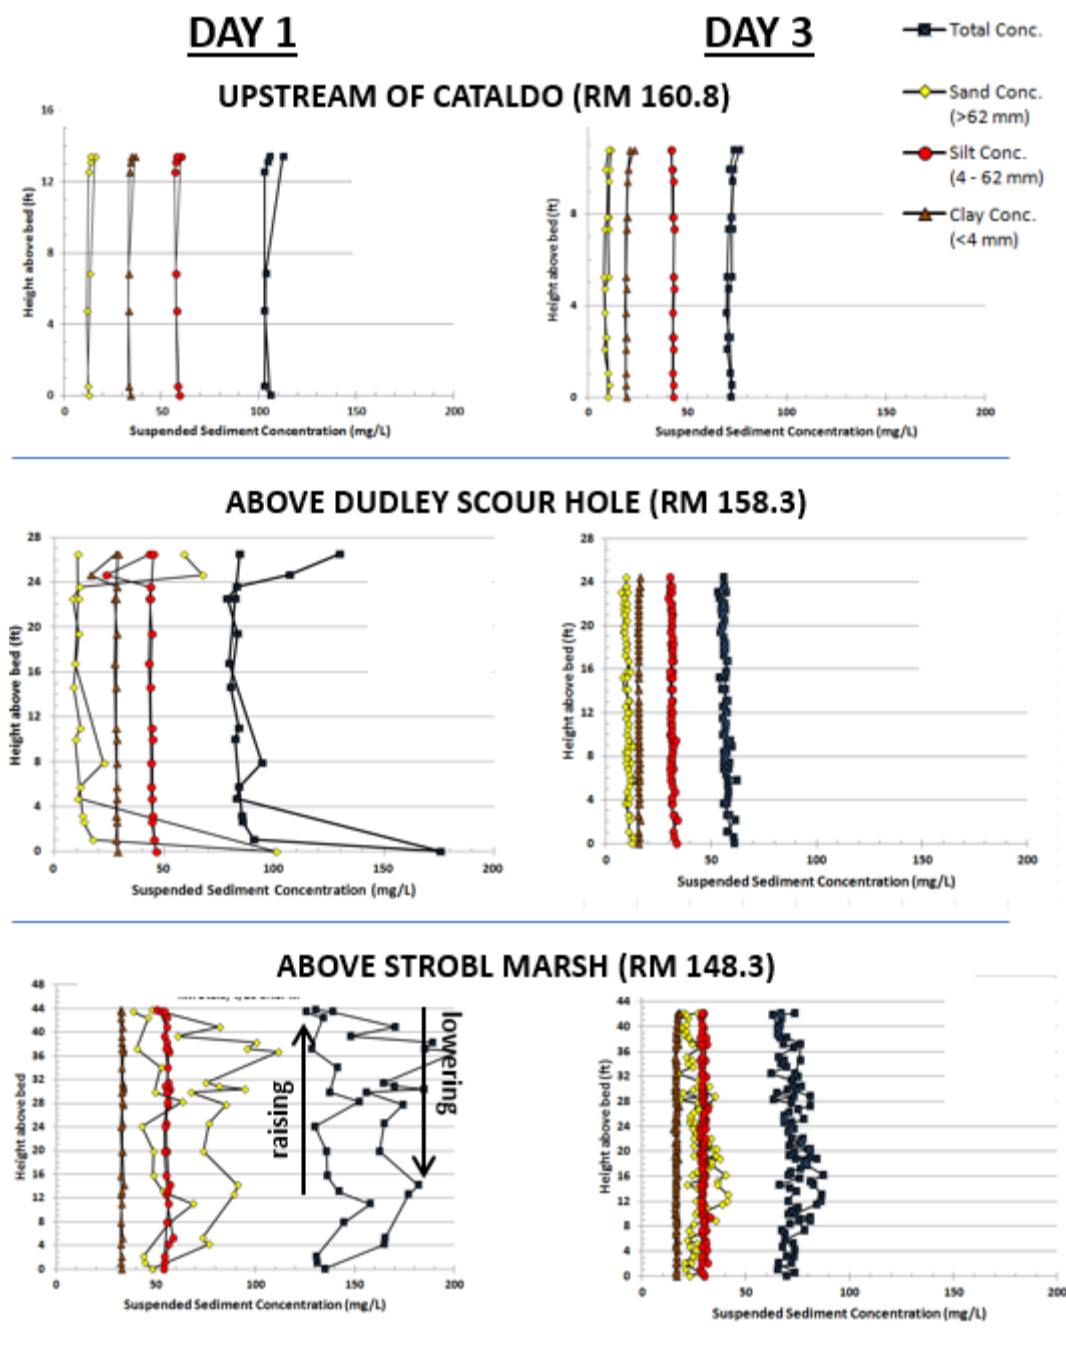 DAY 1
DAY 3
Total Conc.
Sand Conc.
(>62 mm)
Silt Conc.
(4 - 62 mm)
Clay Conc.
(<4 mm)
UPSTREAM OF CATALDO (RM 160.8)
16
12
8
4
0
Height above bed (ft)
0 50 100 150 200
Suspended Sediment Concentration (mg/L)
8
4
0
Height above bed (ft)
0 50 100 150 200
Suspended Sediment Concentration (mg/L)
ABOVE DUDLEY SCOUR HOLE (RM 158.3)
28
24
20
16
12
8
4
0
Height above bed (ft)
0 50 100 150 200
Suspended Sediment Concentration (mg/L)
28
24
20
16
12
8
4
0
Height above bed (ft)
0 50 100 150 200
Suspended Sediment Concentration (mg/L)
ABOVE STROBL MARSH (RM 148.3)
48
44
40
36
32
28
24
20
16
12
8
4
0
Height above bed
raising
lowering
0 50 100 150 200
Suspended Sediment Concentration (mg/L)
44
40
36
32
28
24
20
16
12
8
4
0
Height above bed (ft)
0 50 100 150 200
Suspended Sediment Concentration (mg/L)